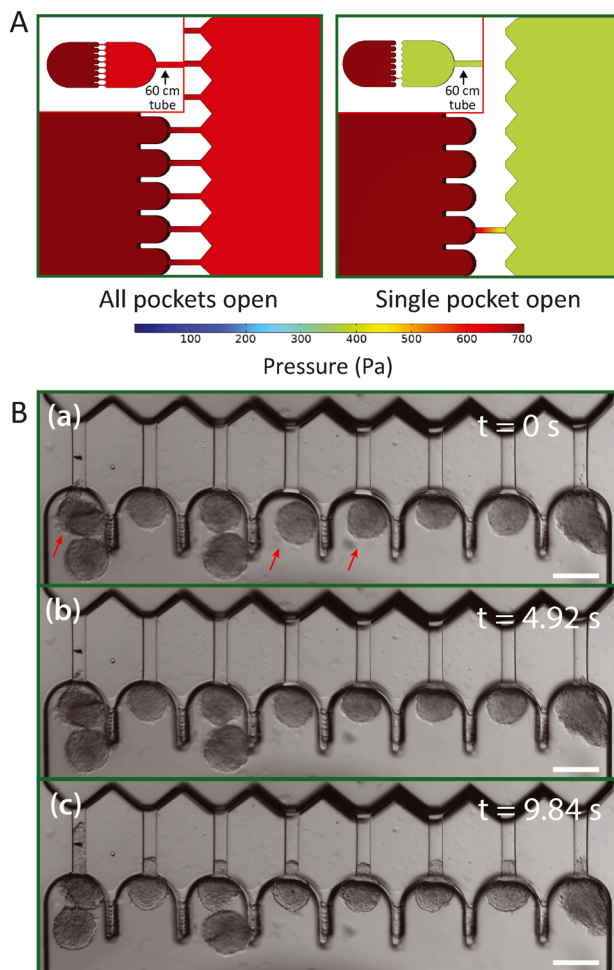 A
60 cm
tube
60 cm
tube
All pockets open
Single pocket open
100 200 300 400 500 600 700
Pressure (Pa)
B
(a)
t = 0 s
(b)
t = 4.92 s
(c)
t = 9.84 s